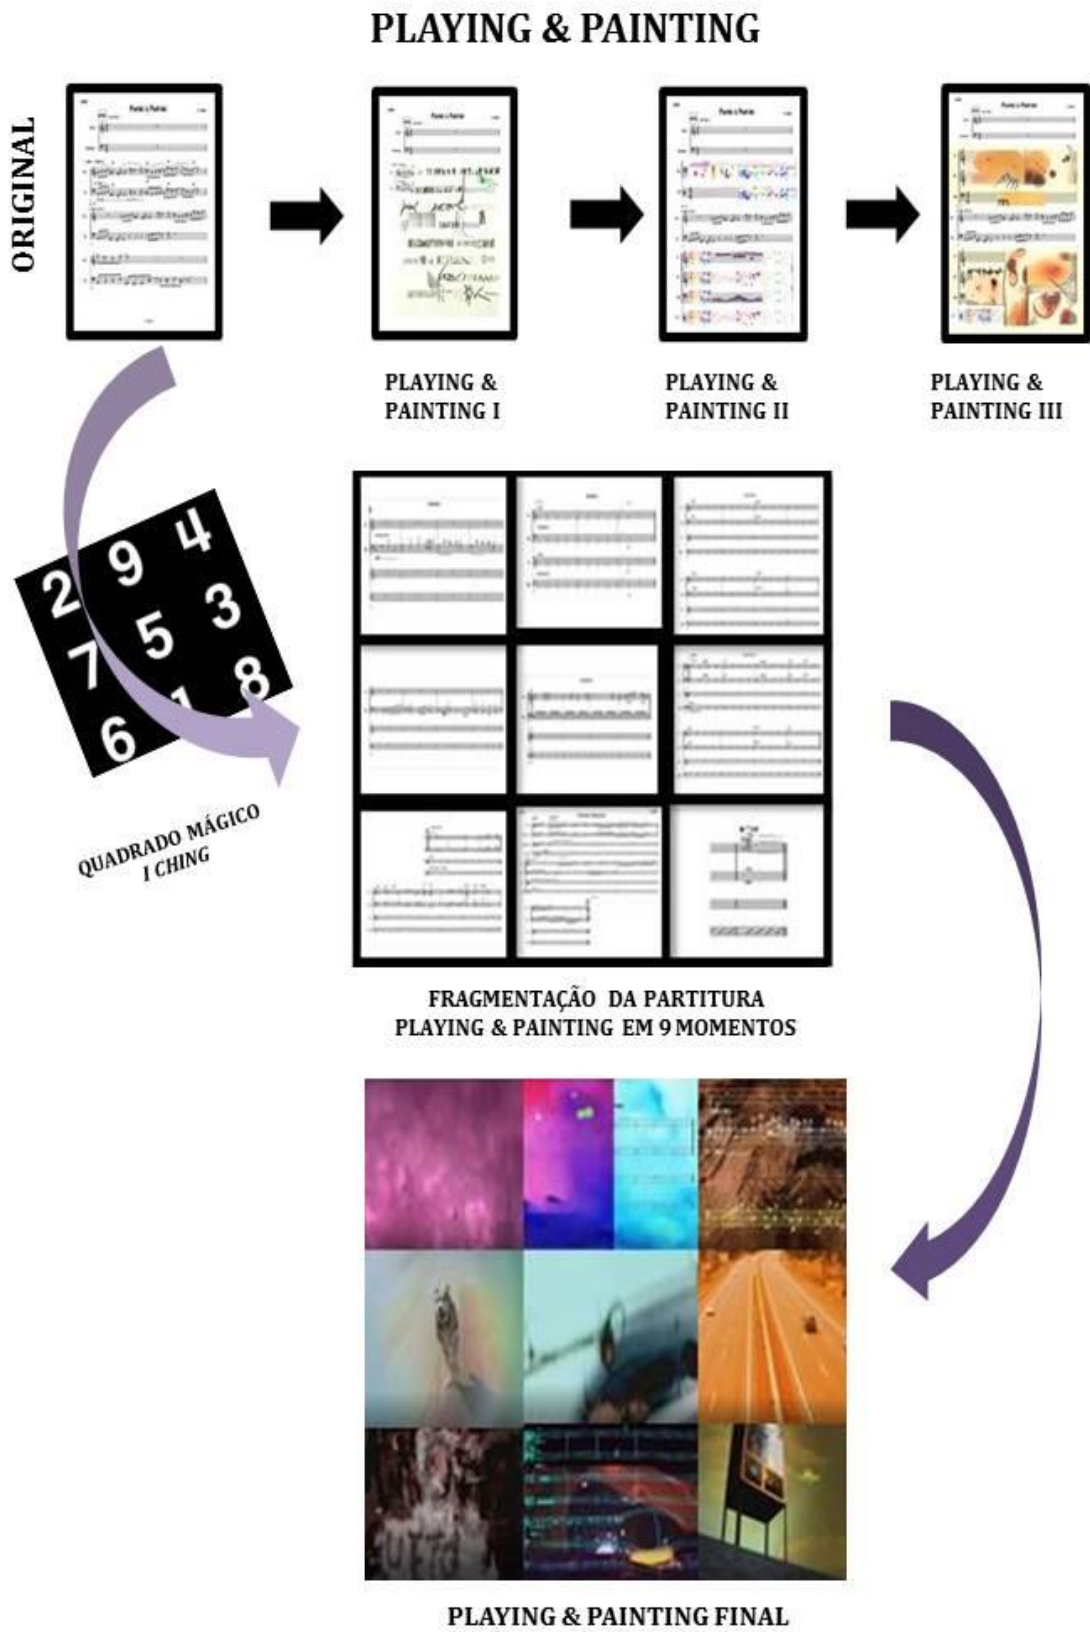 PLAYING & PAINTING
ORIGINAL
PLAYING &
PAINTING I
PLAYING &
PAINTING II
PLAYING &
PAINTING III
2 9 4
7 5 3
6 1 8
QUADRADO MÁGICO
I CHING
FRAGMENTAÇÃO DA PARTITURA
PLAYING & PAINTING EM 9 MOMENTOS
PLAYING & PAINTING FINAL